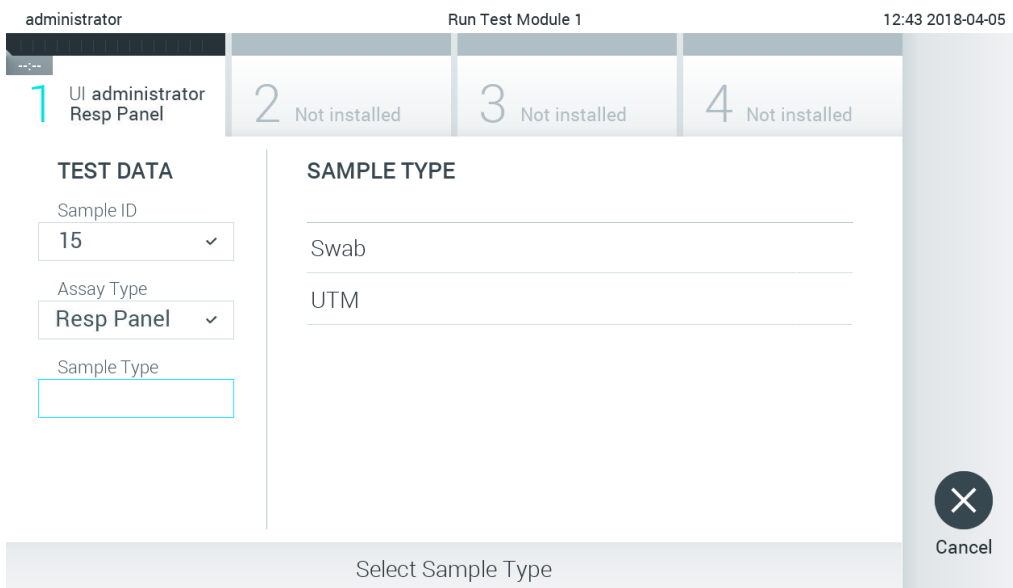 administrator
Run Test Module 1
12:43 2018-04-05
--:--
1 UI administrator
Resp Panel
2 Not installed
3 Not installed
4 Not installed
TEST DATA
Sample ID
15
Assay Type
Resp Panel
Sample Type
SAMPLE TYPE
Swab
UTM
Cancel
Select Sample Type